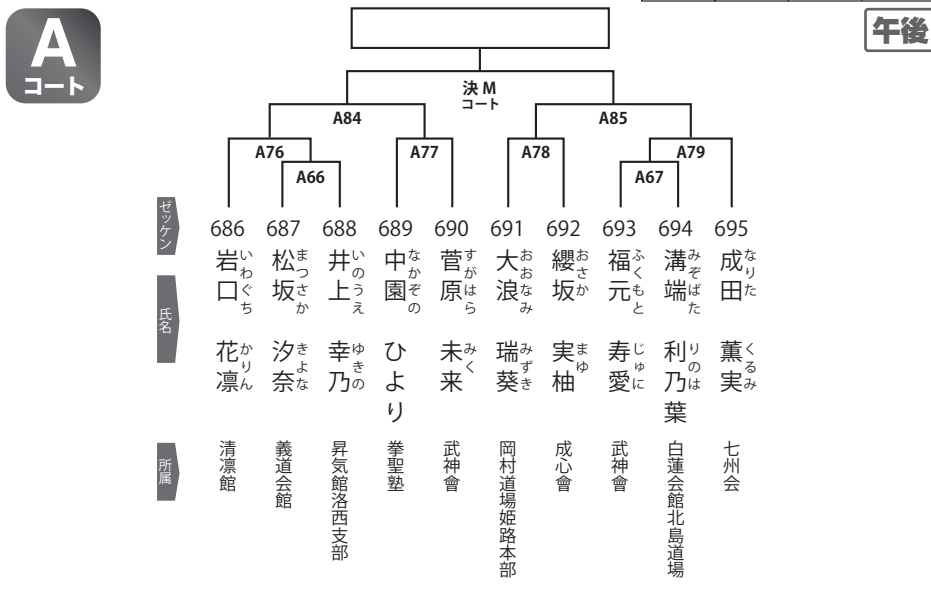 A
コート
午後
決 M
コート
A84
A85
A76
A77
A78
A79
A66
A67
ゼッケン
686
687
688
689
690
691
692
693
694
695
氏名
岩口 花凛
いわぐち かりん
松坂 汐奈
まつさか きよな
井上 幸乃
いのうえ ゆきの
中園 ひより
なかぞの
菅原 未来
すがはら みく
大浪 瑞葵
おおなみ みずき
纓坂 実柚
おさか まゆ
福元 寿愛
ふくもと じゅに
溝端 利乃葉
みぞばた りのは
成田 薫実
なりた くるみ
所属
清凛館
義道会館
昇気館洛西支部
拳聖塾
武神會
岡村道場姫路本部
成心會
武神會
白蓮会館北島道場
七州会